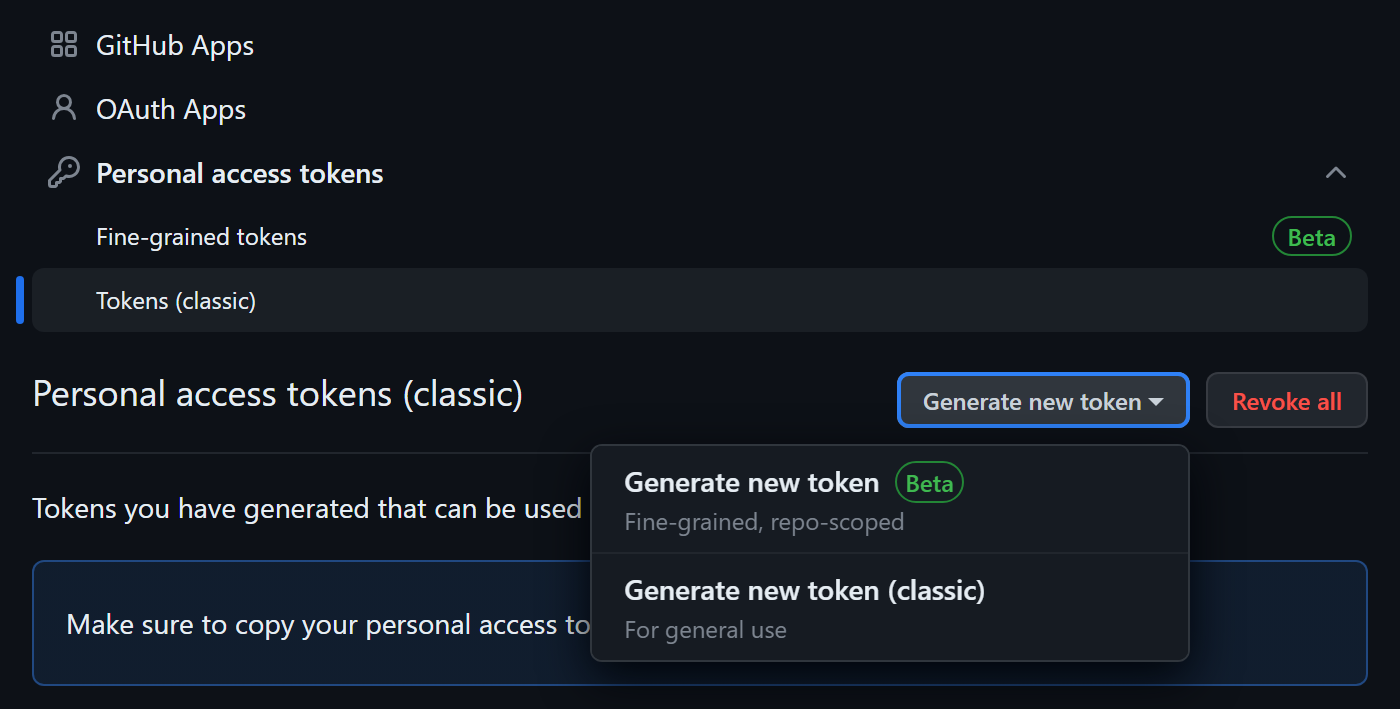 GitHub Apps
OAuth Apps
Personal access tokens
Fine-grained tokens Beta
Tokens (classic)
Personal access tokens (classic) Generate new token Revoke all
Generate new token Beta
Tokens you have generated that can be used
Fine-grained, repo-scoped
Generate new token (classic)
Make sure to copy your personal access to
For general use